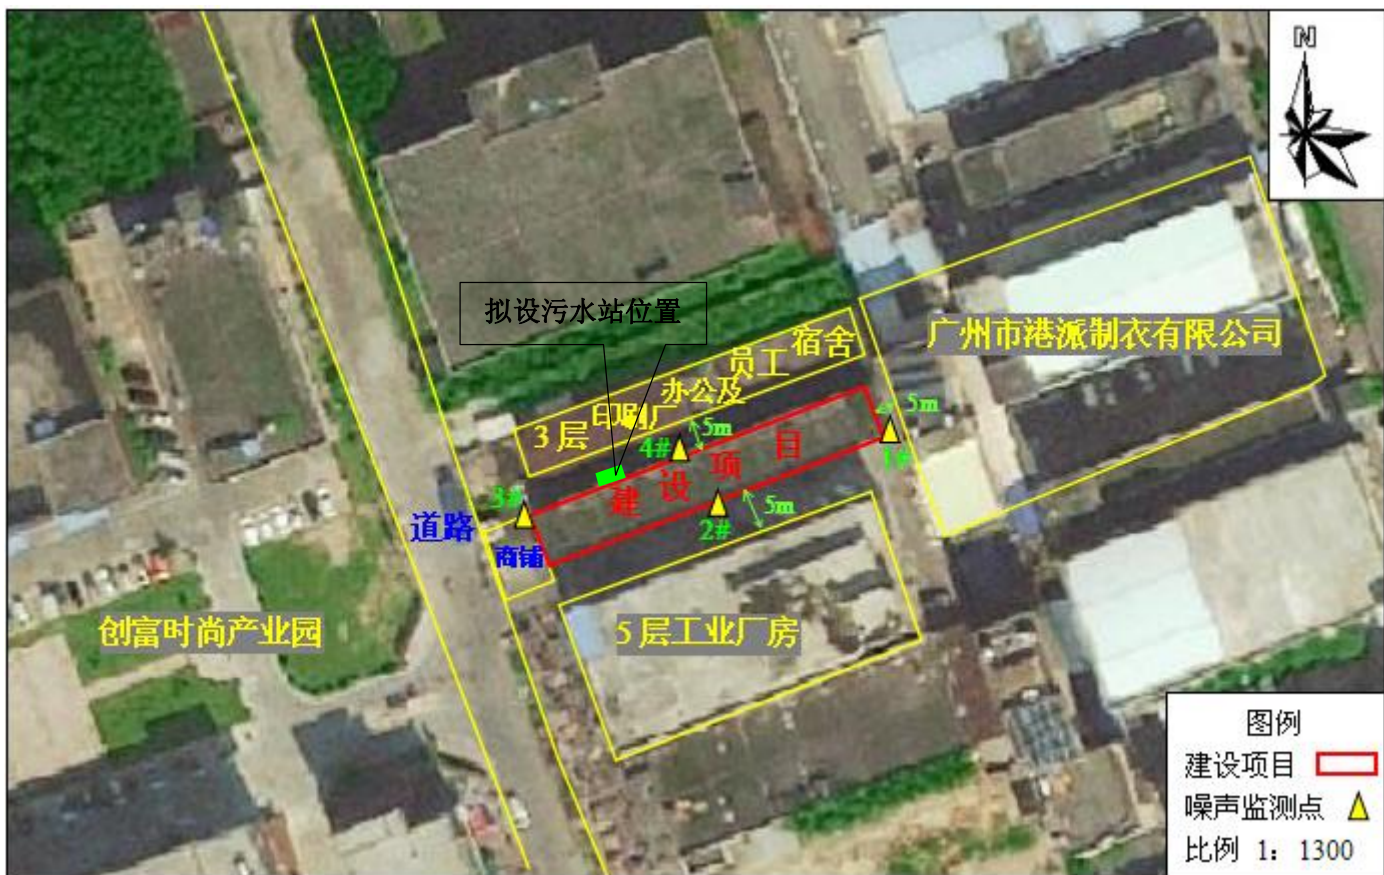 N
拟设污水站位置
3层
印刷厂
办公及
员工
宿舍
广州市港派制衣有限公司
5m
5m
4#
1#
建设项目
3#
5m
2#
道路
商铺
创富时尚产业园
5层工业厂房
图例
建设项目
噪声监测点
比例 1：1300